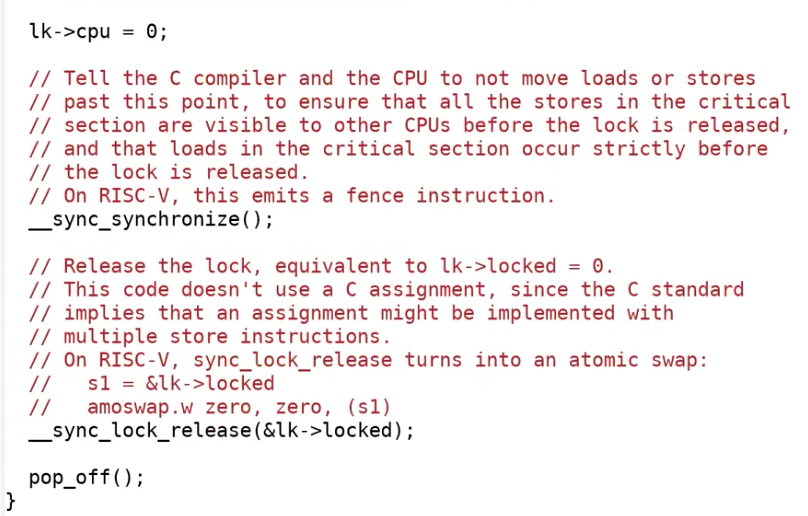 lk->cpu = 0;
// Tell the C compiler and the CPU to not move loads or stores
// past this point, to ensure that all the stores in the critical
// section are visible to other CPUs before the lock is released,
// and that loads in the critical section occur strictly before
// the lock is released.
// On RISC-V, this emits a fence instruction.
__sync_synchronize();
// Release the lock, equivalent to lk->locked = 0.
// This code doesn't use a C assignment, since the C standard
// implies that an assignment might be implemented with
// multiple store instructions.
// On RISC-V, sync_lock_release turns into an atomic swap:
//   s1 = &lk->locked
//   amoswap.w zero, zero, (s1)
__sync_lock_release(&lk->locked);
pop_off();
}